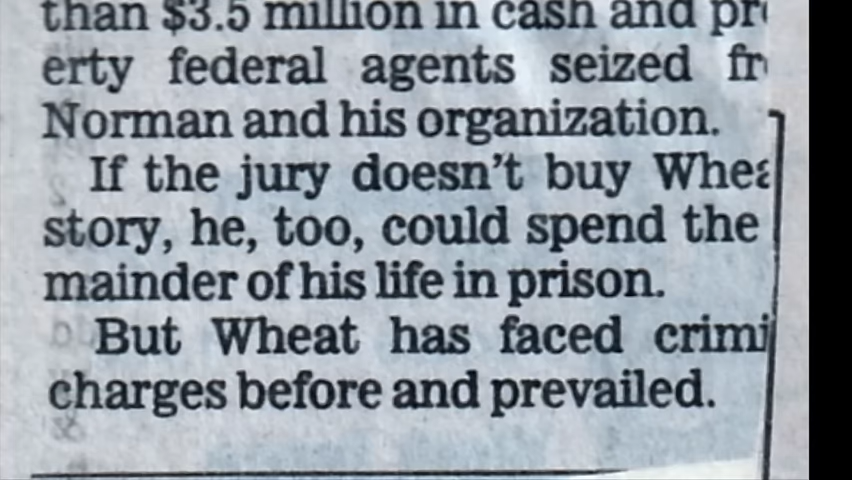 than $3.5 million in cash and pr
erty federal agents seized fr
Norman and his organization.
If the jury doesn't buy Whea
story, he, too, could spend the
mainder of his life in prison.
But Wheat has faced crimi
charges before and prevailed.